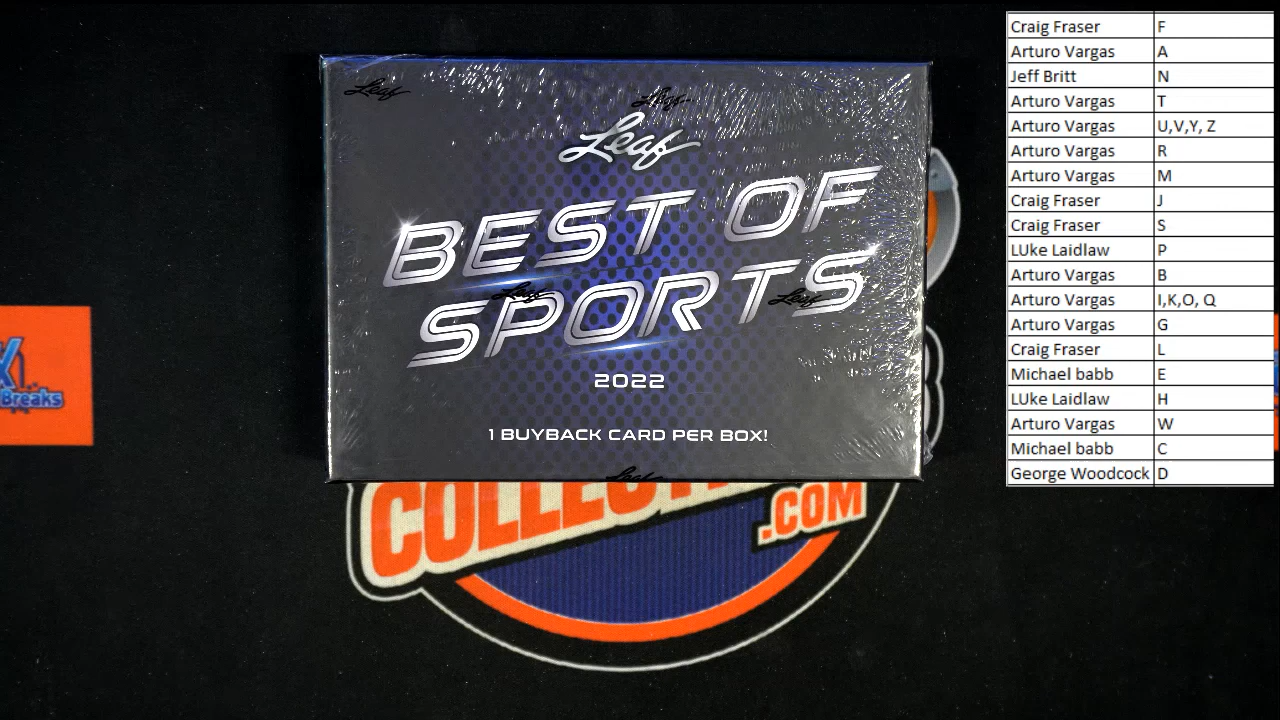 Leaf
Leaf
Leaf
BEST OF
SPORTS
Leaf
Leaf
2022
1 BUYBACK CARD PER BOX!
Leaf
.COM
Breaks
Craig Fraser F
Arturo Vargas A
Jeff Britt N
Arturo Vargas T
Arturo Vargas U,V,Y, Z
Arturo Vargas R
Arturo Vargas M
Craig Fraser J
Craig Fraser S
LUke Laidlaw P
Arturo Vargas B
Arturo Vargas I,K,O, Q
Arturo Vargas G
Craig Fraser L
Michael babb E
LUke Laidlaw H
Arturo Vargas W
Michael babb C
George Woodcock D